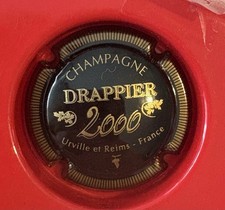 CHAMPAGNE
DRAPPIER
2000
Urville et Reims - France